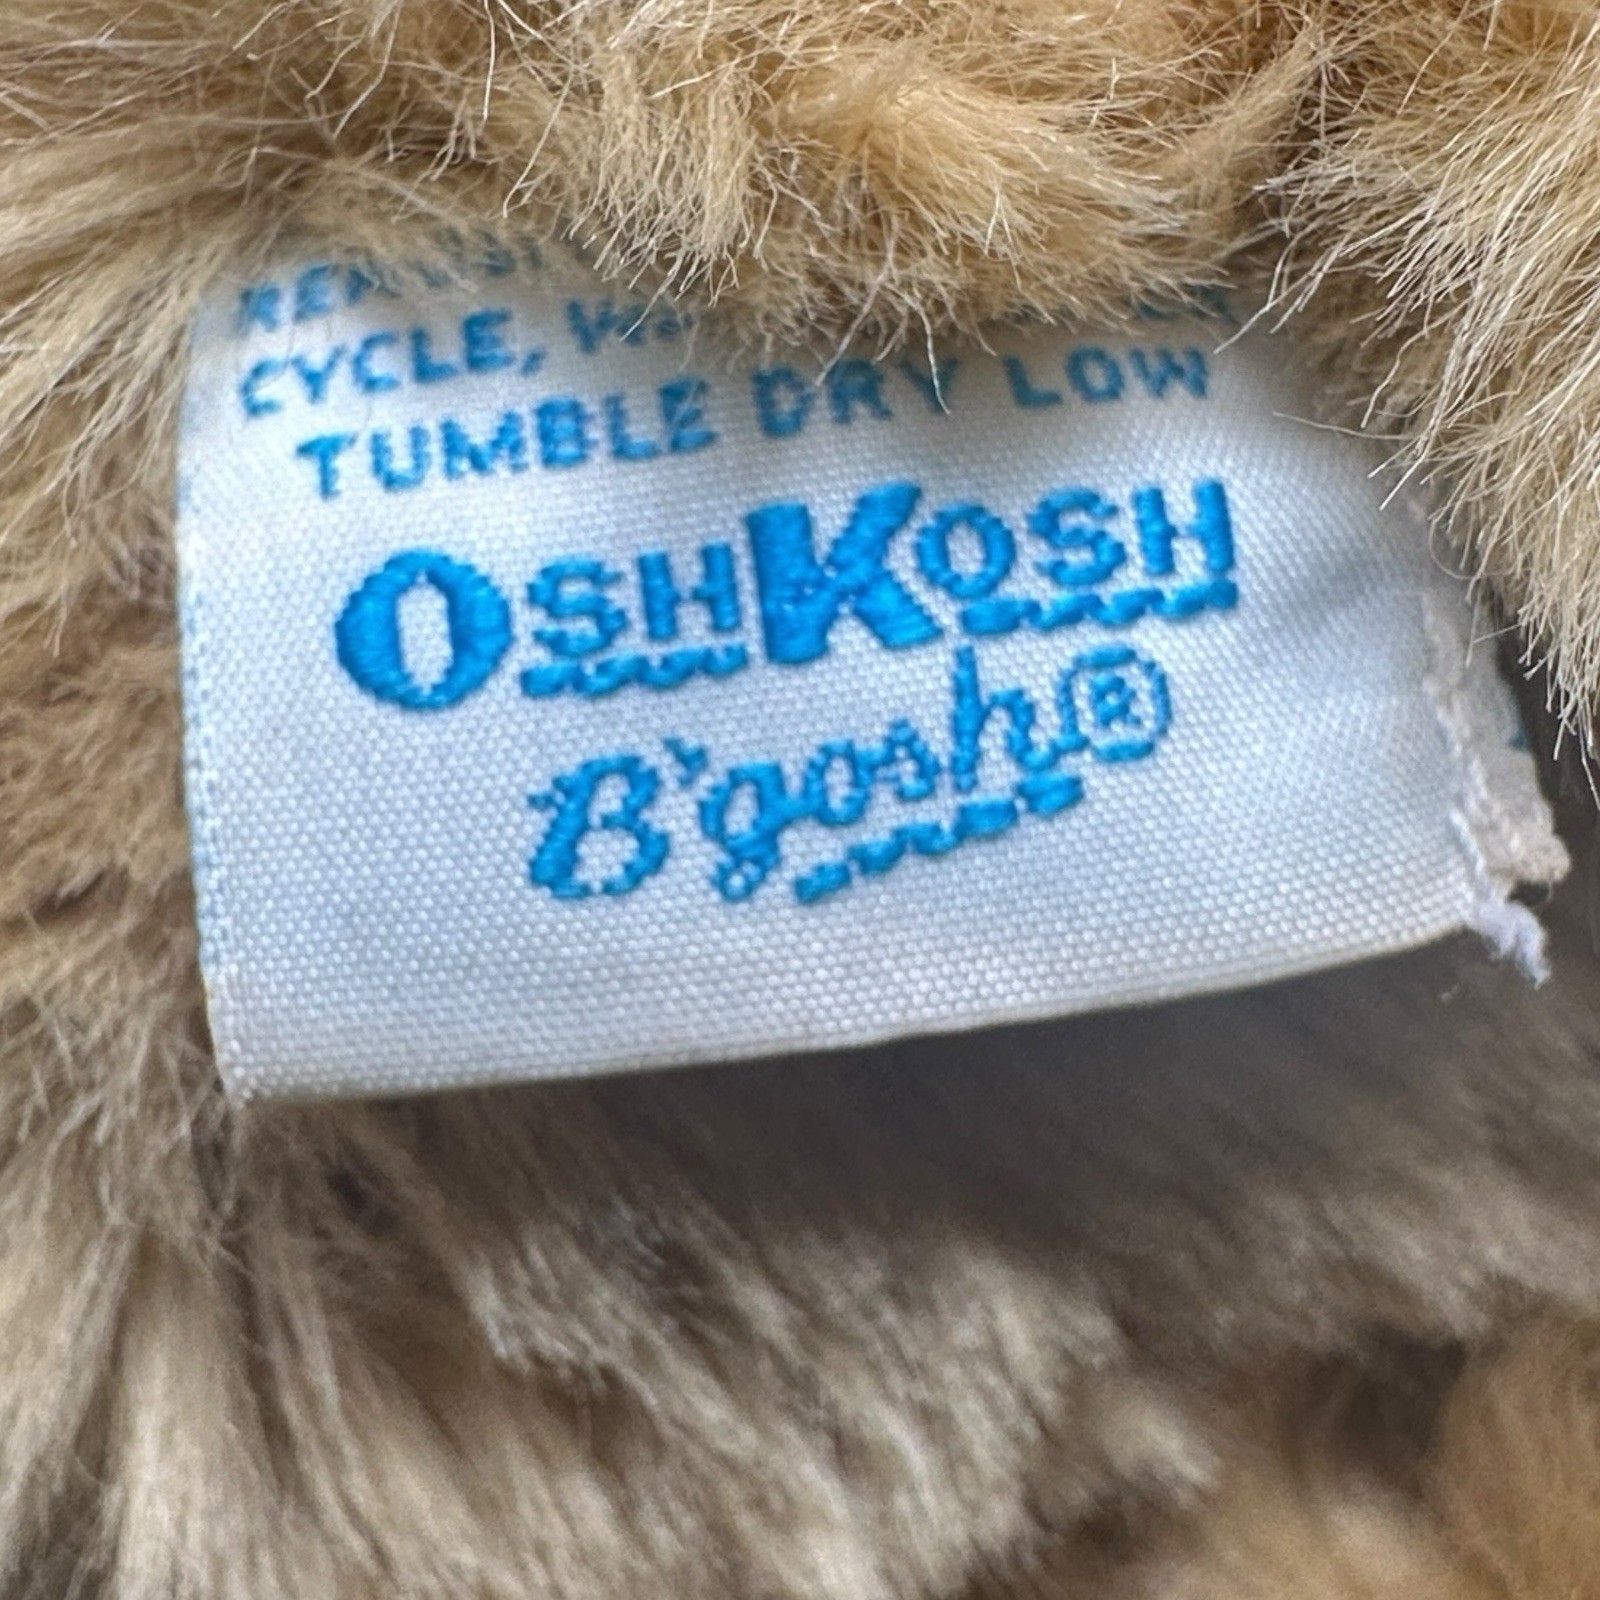 CYCLE,
TUMBLE DRY LOW
OSHKOSH
B'gosh®